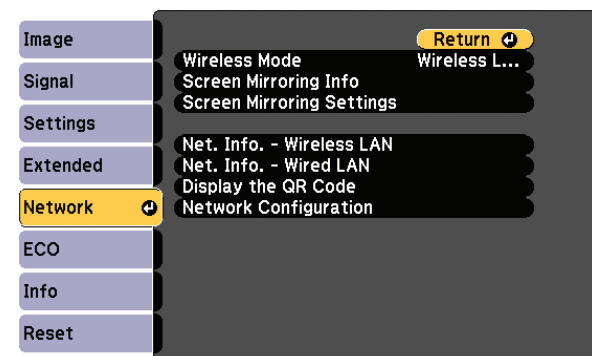 Image
Signal
Settings
Extended
Network
ECO
Info
Reset
Return
Wireless Mode Wireless L...
Screen Mirroring Info
Screen Mirroring Settings
Net. Info. - Wireless LAN
Net. Info. - Wired LAN
Display the QR Code
Network Configuration